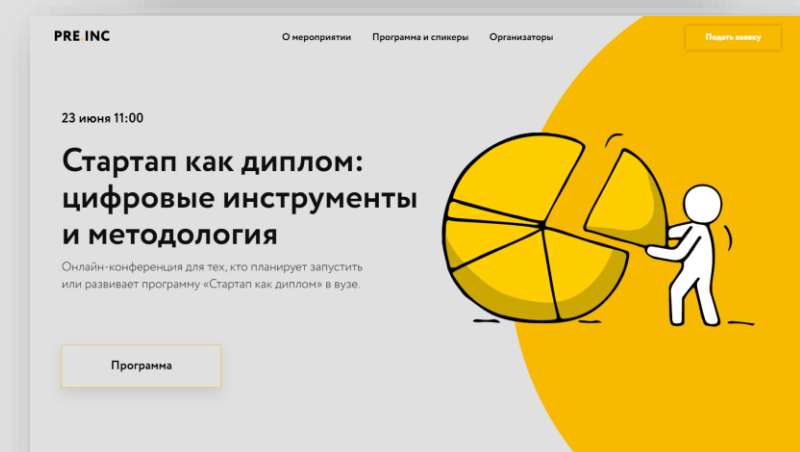 PRE INC
О мероприятии
Программа и спикеры
Организаторы
Подать заявку
23 июня 11:00
Стартап как диплом:
цифровые инструменты
и методология
Онлайн-конференция для тех, кто планирует запустить
или развивает программу «Стартап как диплом» в вузе.
Программа